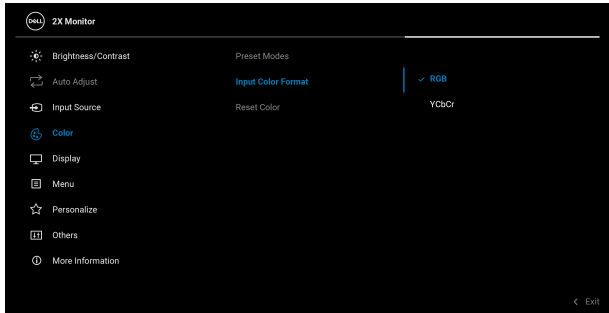 DELL 2X Monitor
Brightness/Contrast Preset Modes
Auto Adjust Input Color Format RGB
Input Source Reset Color YCbCr
Color
Display
Menu
Personalize
Others
More Information
Exit